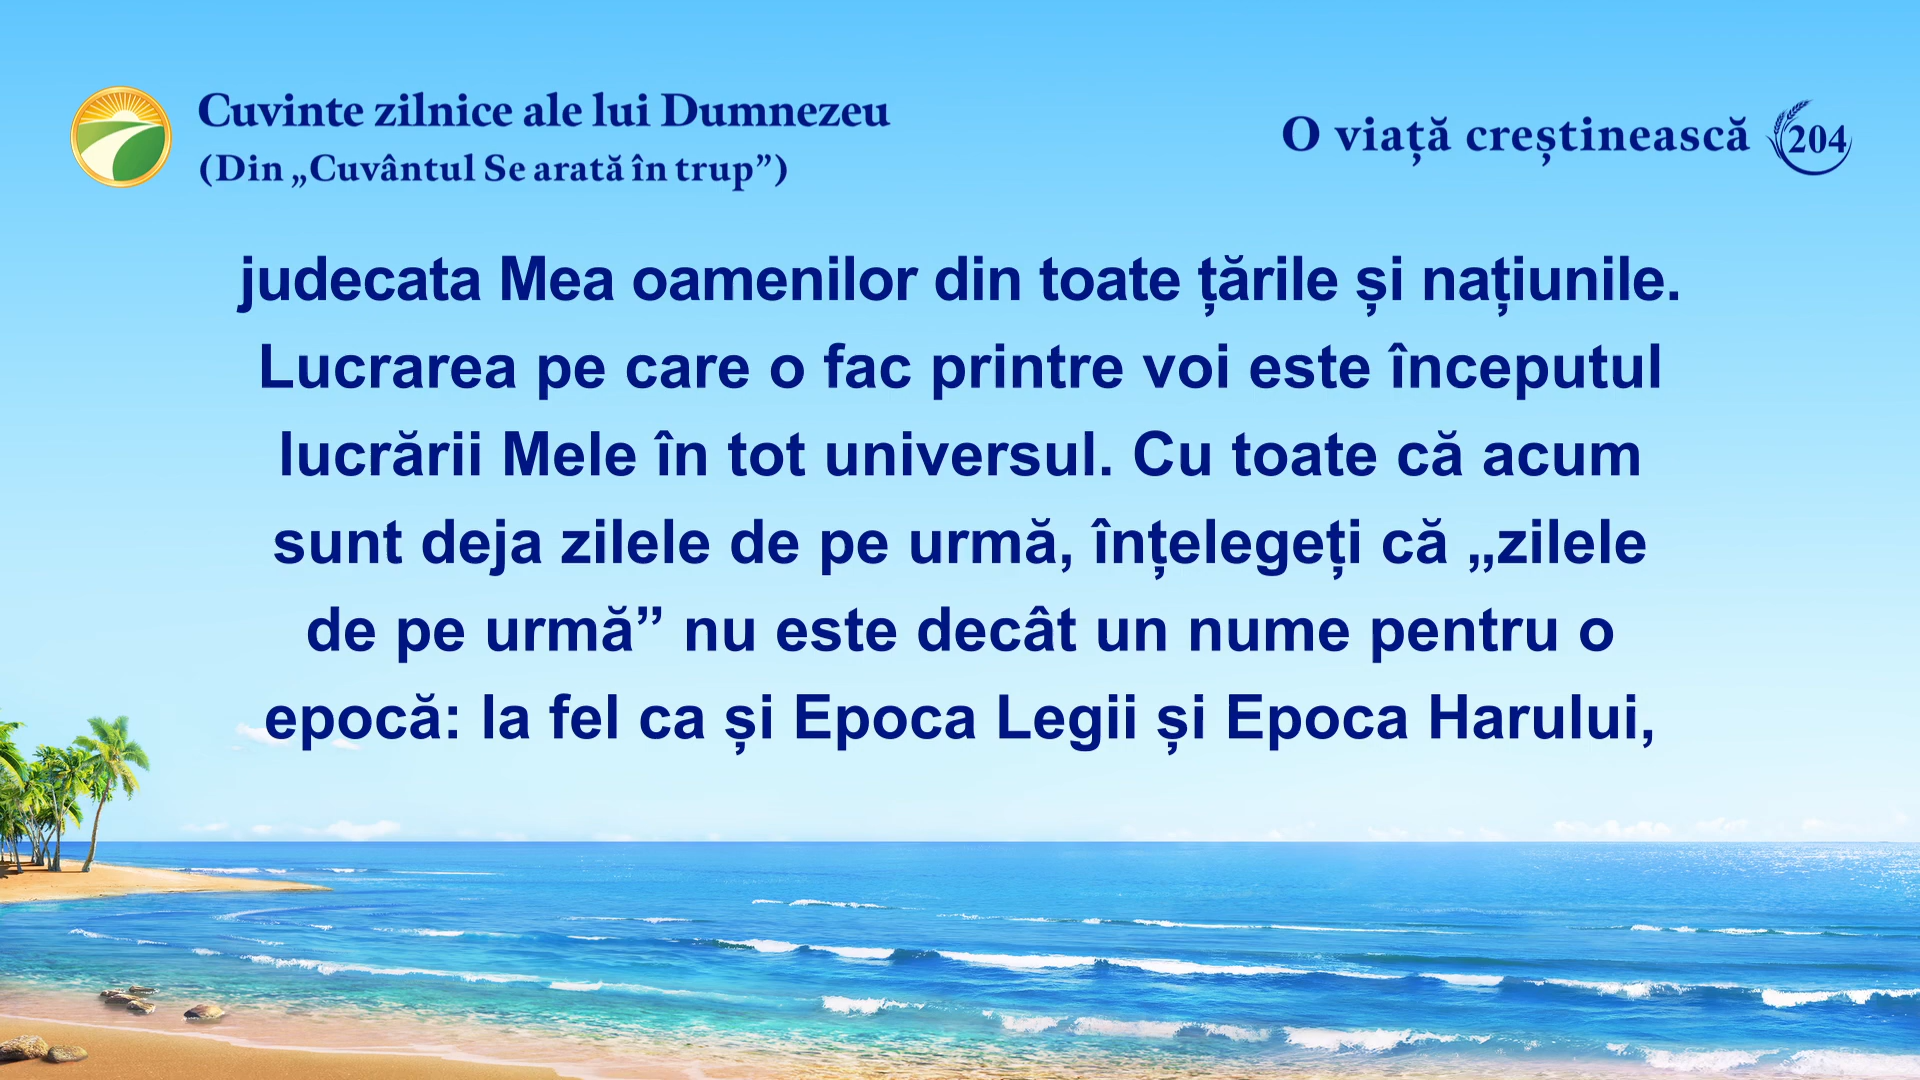 Cuvinte zilnice ale lui Dumnezeu
(Din „Cuvântul Se arată în trup”)
O viață creștinească 204
judecata Mea oamenilor din toate țările și națiunile.
Lucrarea pe care o fac printre voi este începutul
lucrării Mele în tot universul. Cu toate că acum
sunt deja zilele de pe urmă, înțelegeți că „zilele
de pe urmă” nu este decât un nume pentru o
epocă: la fel ca și Epoca Legii și Epoca Harului,